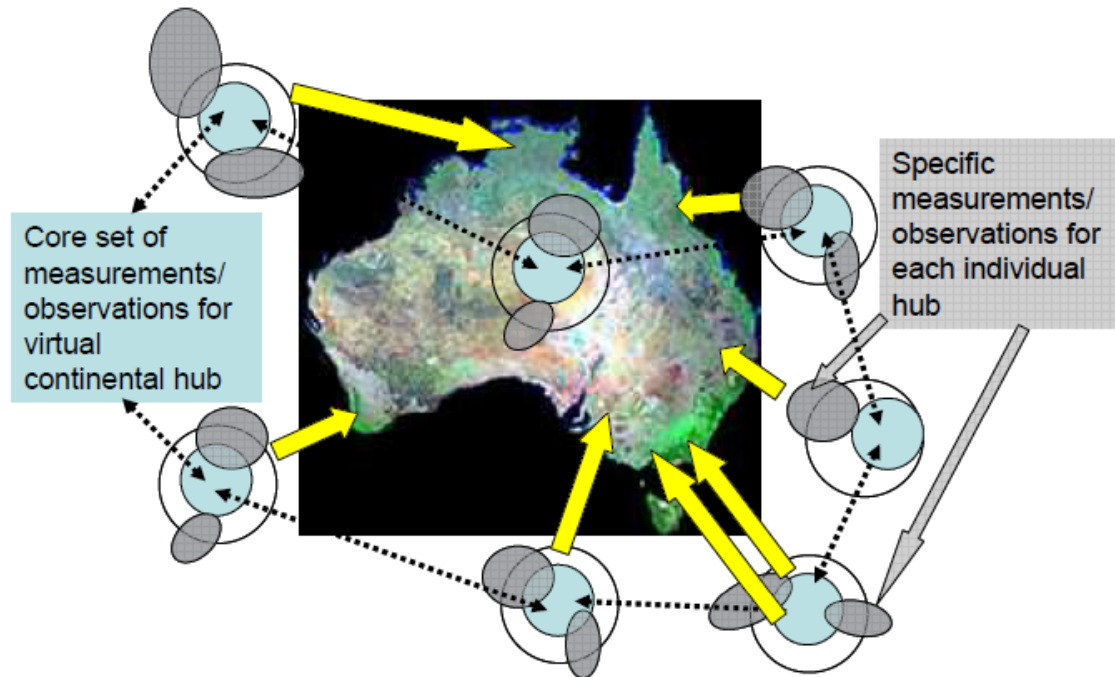 Core set of
measurements/
observations for
virtual
continental hub
Specific
measurements/
observations for
each individual
hub